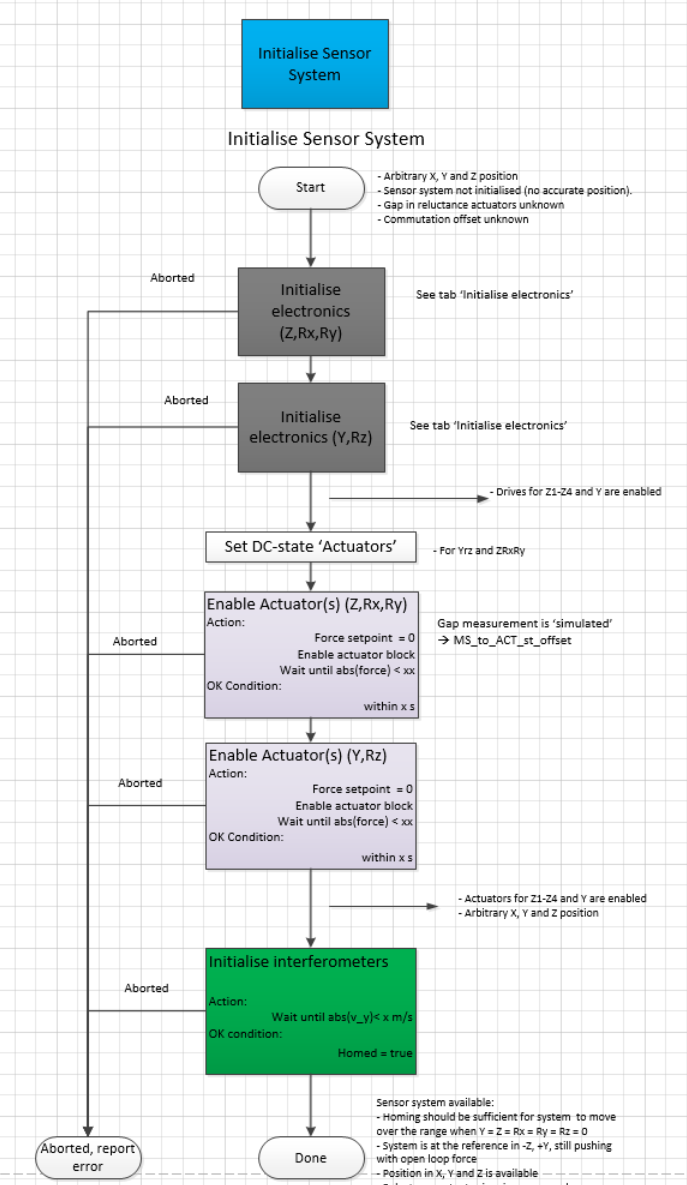 Initialise Sensor
System
Initialise Sensor System
Start
- Arbitrary X, Y and Z position
- Sensor system not initialised (no accurate position).
- Gap in reluctance actuators unknown
- Commutation offset unknown
Aborted
Initialise
electronics
(Z,Rx,Ry)
See tab ‘Initialise electronics’
Aborted
Initialise
electronics (Y,Rz)
See tab ‘Initialise electronics’
- Drives for Z1-Z4 and Y are enabled
Set DC-state ‘Actuators’
- For Yrz and ZRxRy
Enable Actuator(s) (Z,Rx,Ry)
Action:
Force setpoint = 0
Enable actuator block
Wait until abs(force) < xx
OK Condition:
within x s
Gap measurement is ‘simulated’
→ MS_to_ACT_st_offset
Aborted
Enable Actuator(s) (Y,Rz)
Action:
Force setpoint = 0
Enable actuator block
Wait until abs(force) < xx
OK Condition:
within x s
Aborted
- Actuators for Z1-Z4 and Y are enabled
- Arbitrary X, Y and Z position
Initialise interferometers
Action:
Wait until abs(v_y)< x m/s
OK condition:
Homed = true
Aborted
Aborted, report
error
Done
Sensor system available:
- Homing should be sufficient for system to move
over the range when Y = Z = Rx = Ry = Rz = 0
- System is at the reference in -Z, +Y, still pushing
with open loop force
- Position in X, Y and Z is available